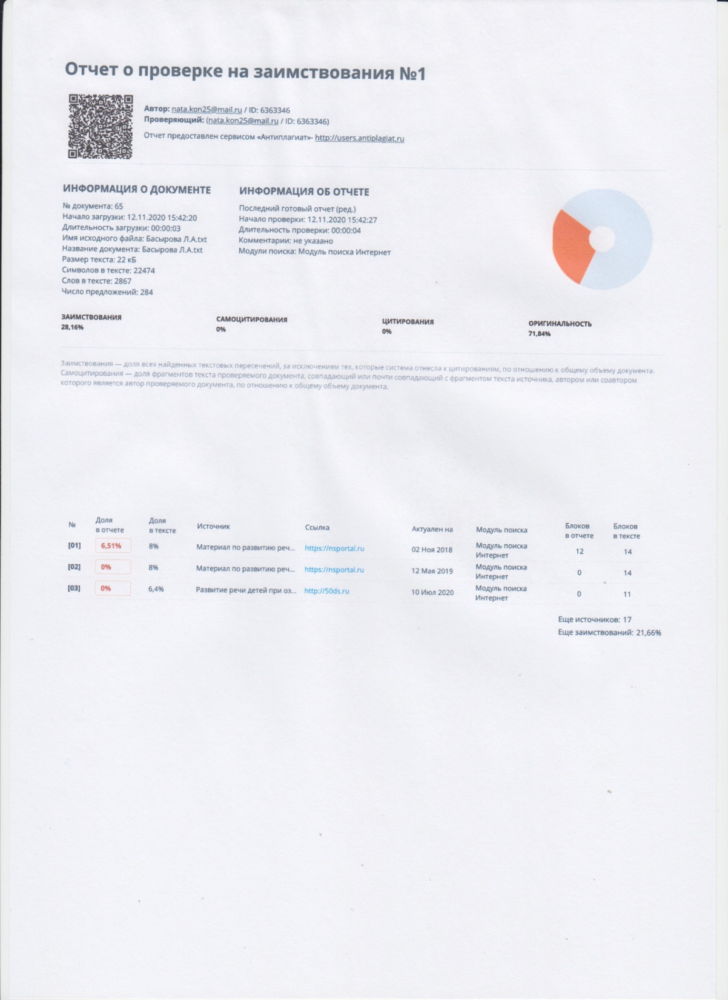 Отчет о проверке на заимствования №1
Автор: nata.kon25@mail.ru / ID: 6363346
Проверяющий: (nata.kon25@mail.ru / ID: 6363346)
Отчет предоставлен сервисом «Антиплагиат»- http://users.antiplagiat.ru
ИНФОРМАЦИЯ О ДОКУМЕНТЕ
№ документа: 65
Начало загрузки: 12.11.2020 15:42:20
Длительность загрузки: 00:00:03
Имя исходного файла: Басырова Л.А.txt
Название документа: Басырова Л.А.txt
Размер текста: 22 кБ
Символов в тексте: 22474
Слов в тексте: 2867
Число предложений: 284
ИНФОРМАЦИЯ ОБ ОТЧЕТЕ
Последний готовый отчет (ред.)
Начало проверки: 12.11.2020 15:42:27
Длительность проверки: 00:00:04
Комментарии: не указано
Модули поиска: Модуль поиска Интернет
ЗАИМСТВОВАНИЯ
28,16%
САМОЦИТИРОВАНИЯ
0%
ЦИТИРОВАНИЯ
0%
ОРИГИНАЛЬНОСТЬ
71,84%
Заимствования — доля всех найденных текстовых пересечений, за исключением тех, которые система отнесла к цитированиям, по отношению к общему объему документа.
Самоцитирования — доля фрагментов текста проверяемого документа, совпадающий или почти совпадающий с фрагментом текста источника, автором или соавтором
которого является автор проверяемого документа, по отношению к общему объему документа.
№ Доля в отчете Доля в тексте Источник Ссылка Актуален на Модуль поиска Блоков в отчете Блоков в тексте
[01] 6,51% 8% Материал по развитию реч... https://nsportal.ru 02 Ноя 2018 Модуль поиска Интернет 12 14
[02] 0% 8% Материал по развитию реч... https://nsportal.ru 12 Мая 2019 Модуль поиска Интернет 0 14
[03] 0% 6,4% Развитие речи детей при оз... http://50ds.ru 10 Июл 2020 Модуль поиска Интернет 0 11
Еще источников: 17
Еще заимствований: 21,66%